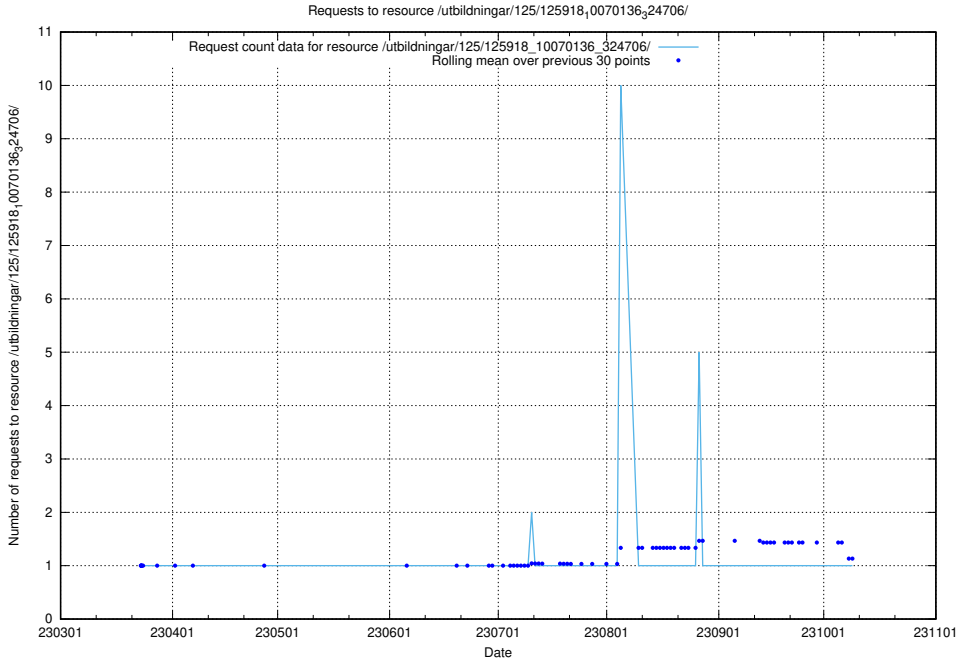 Requests to resource /utbildningar/125/125918₁0070136₃24706/
Request count data for resource /utbildningar/125/125918_10070136_324706/
Rolling mean over previous 30 points
Number of requests to resource /utbildningar/125/125918₁0070136₃24706/
11
10
9
8
7
6
5
4
3
2
1
0
230301 230401 230501 230601 230701 230801 230901 231001 231101
Date